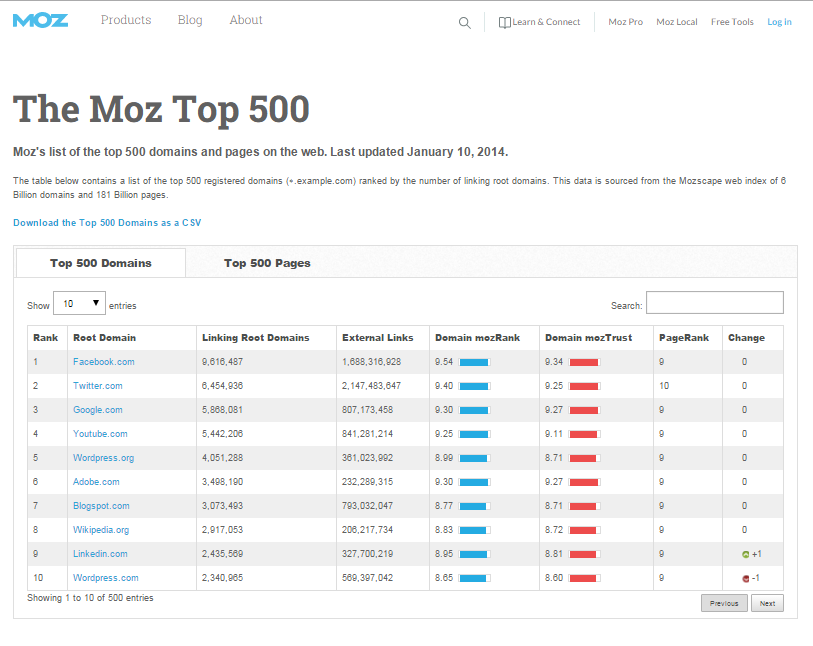 MOZ Products Blog About Learn & Connect Moz Pro Moz Local Free Tools Log in
The Moz Top 500
Moz's list of the top 500 domains and pages on the web. Last updated January 10, 2014.
The table below contains a list of the top 500 registered domains (*.example.com) ranked by the number of linking root domains. This data is sourced from the Mozscape web index of 6
Billion domains and 181 Billion pages.
Download the Top 500 Domains as a CSV
Top 500 Domains Top 500 Pages
Show 10 entries Search:
Rank Root Domain Linking Root Domains External Links Domain mozRank Domain mozTrust PageRank Change
1 Facebook.com 9,616,487 1,688,316,928 9.54 9.34 9 0
2 Twitter.com 6,454,936 2,147,483,647 9.40 9.25 10 0
3 Google.com 5,868,081 807,173,458 9.30 9.27 9 0
4 Youtube.com 5,442,206 841,281,214 9.25 9.11 9 0
5 Wordpress.org 4,051,288 361,023,992 8.99 8.71 9 0
6 Adobe.com 3,498,190 232,289,315 9.30 9.27 9 0
7 Blogspot.com 3,073,493 793,032,047 8.77 8.71 9 0
8 Wikipedia.org 2,917,053 206,217,734 8.83 8.72 9 0
9 Linkedin.com 2,435,569 327,700,219 8.95 8.81 9 +1
10 Wordpress.com 2,340,965 569,397,042 8.65 8.60 9 -1
Showing 1 to 10 of 500 entries
Previous Next